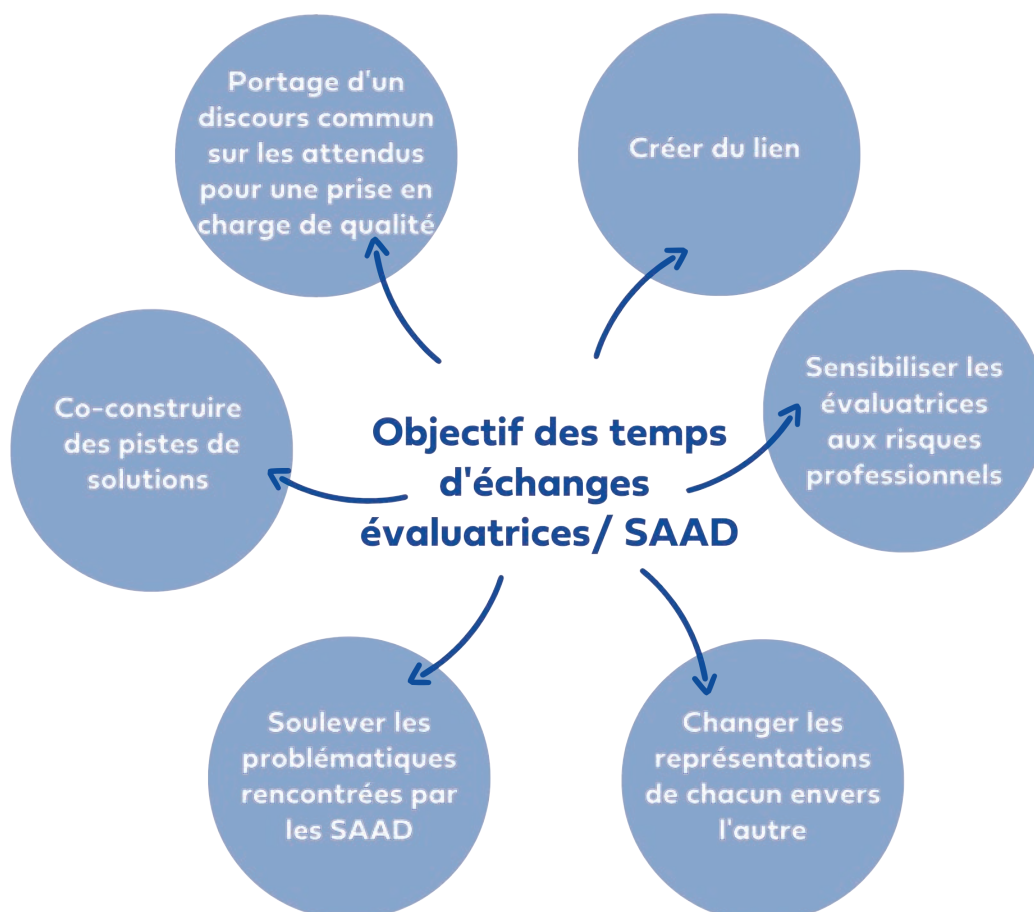 Portage d'un
discours commun
sur les attendus
pour une prise en
charge de qualité
Créer du lien
Sensibiliser les
évaluatrices
aux risques
professionnels
Co-construire
des pistes de
solutions
Objectif des temps
d'échanges
évaluatrices/ SAAD
Soulever les
problématiques
rencontrées par
les SAAD
Changer les
représentations
de chacun envers
l'autre